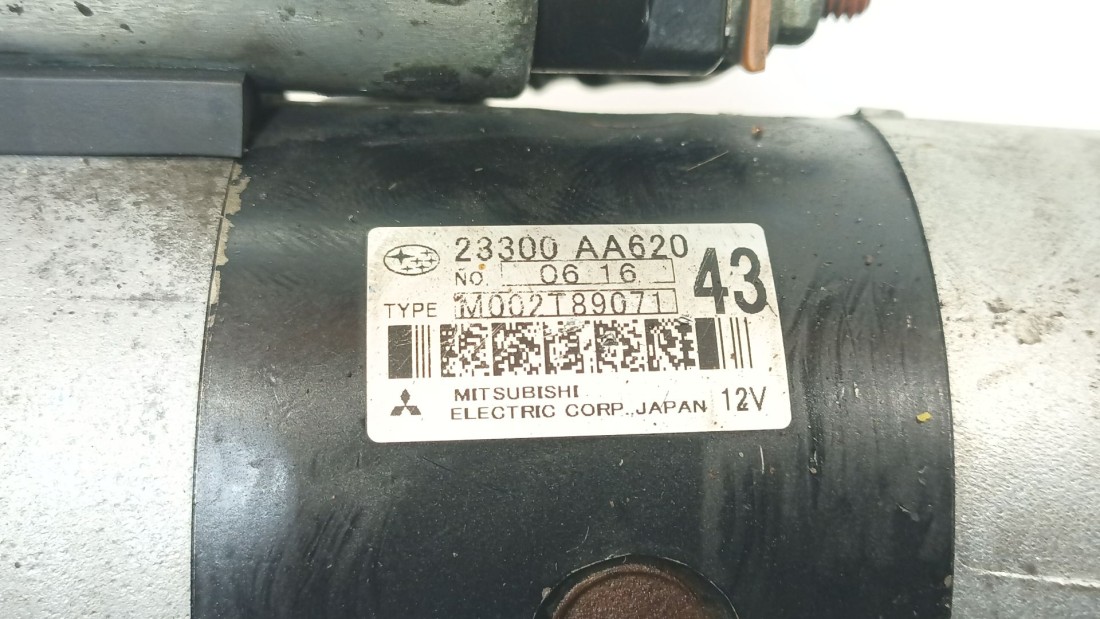 23300 AA620
NO. 06 16
43
TYPE M002T89071
MITSUBISHI
ELECTRIC CORP., JAPAN 12V